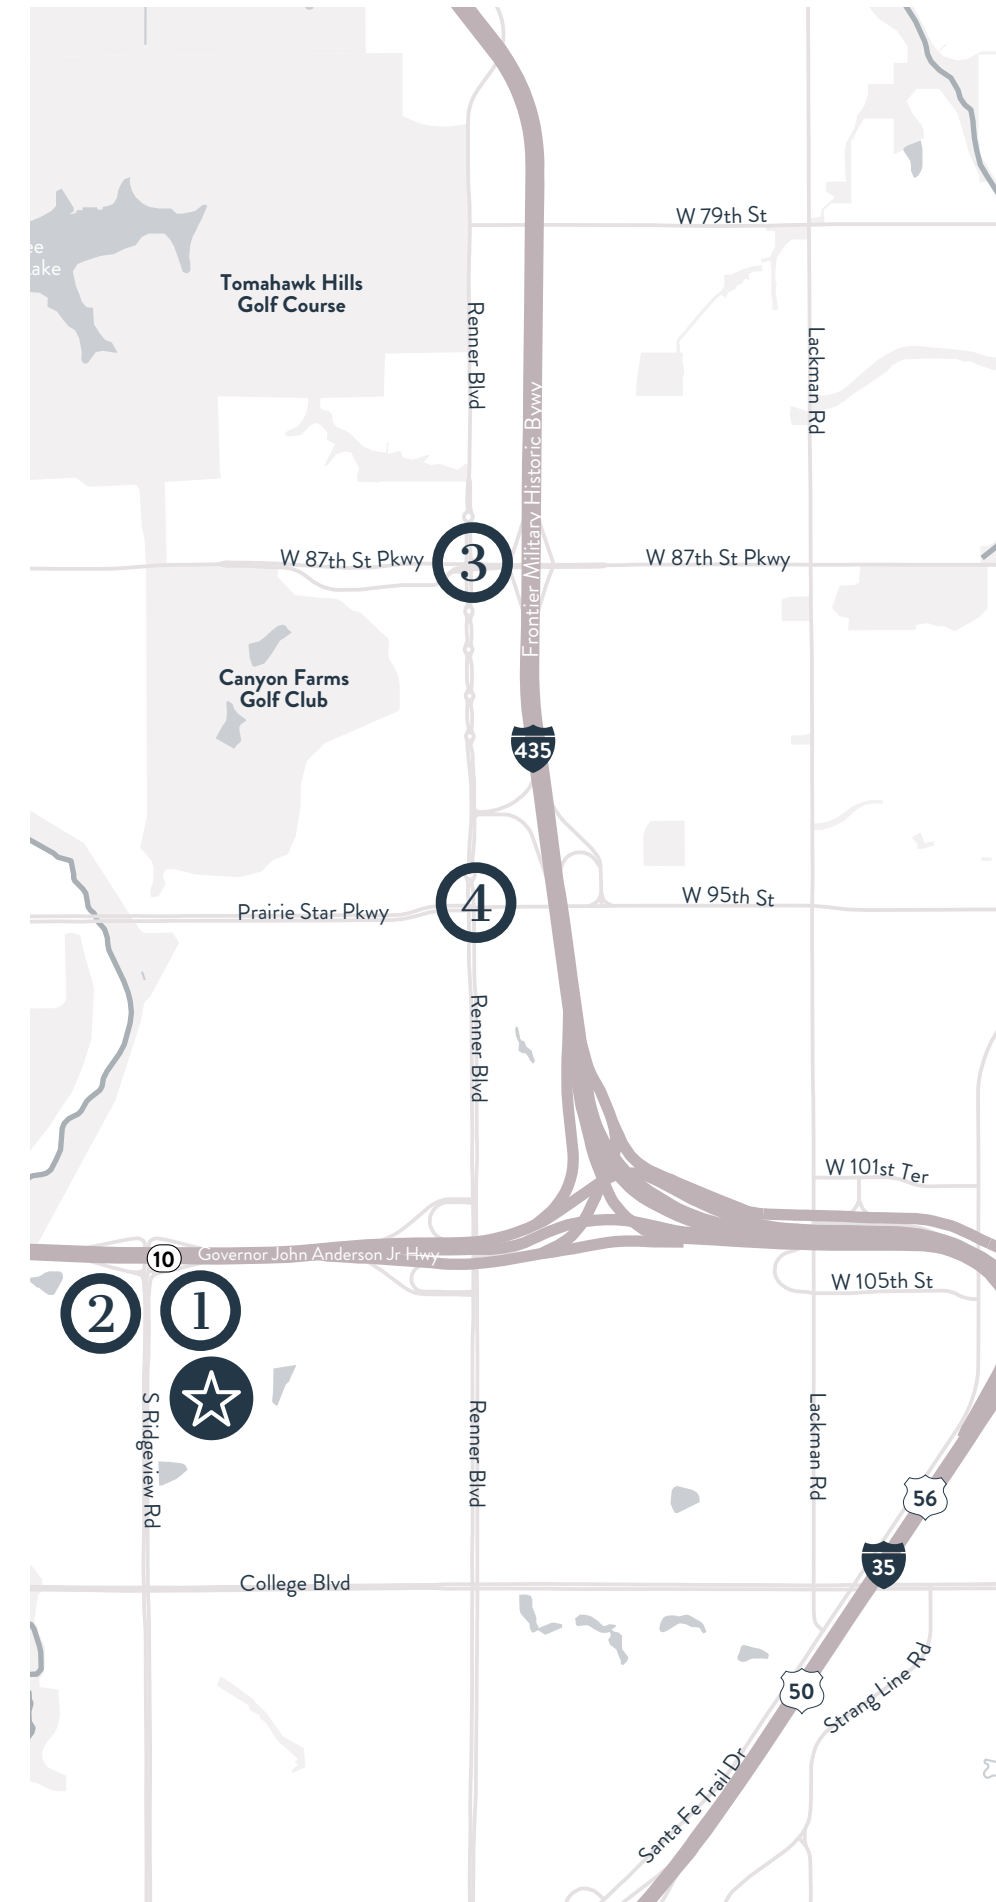 W 79th St
ee
Lake
Tomahawk Hills
Golf Course
Renner Blvd
Lackman Rd
Frontier Military Historic Bywy
W 87th St Pkwy
3
W 87th St Pkwy
Canyon Farms
Golf Club
435
4
W 95th St
Prairie Star Pkwy
Renner Blvd
W 101st Ter
10
Governor John Anderson Jr Hwy
W 105th St
2
1
S Ridgeview Rd
Renner Blvd
Lackman Rd
56
35
College Blvd
50
Strang Line Rd
Santa Fe Trail Dr